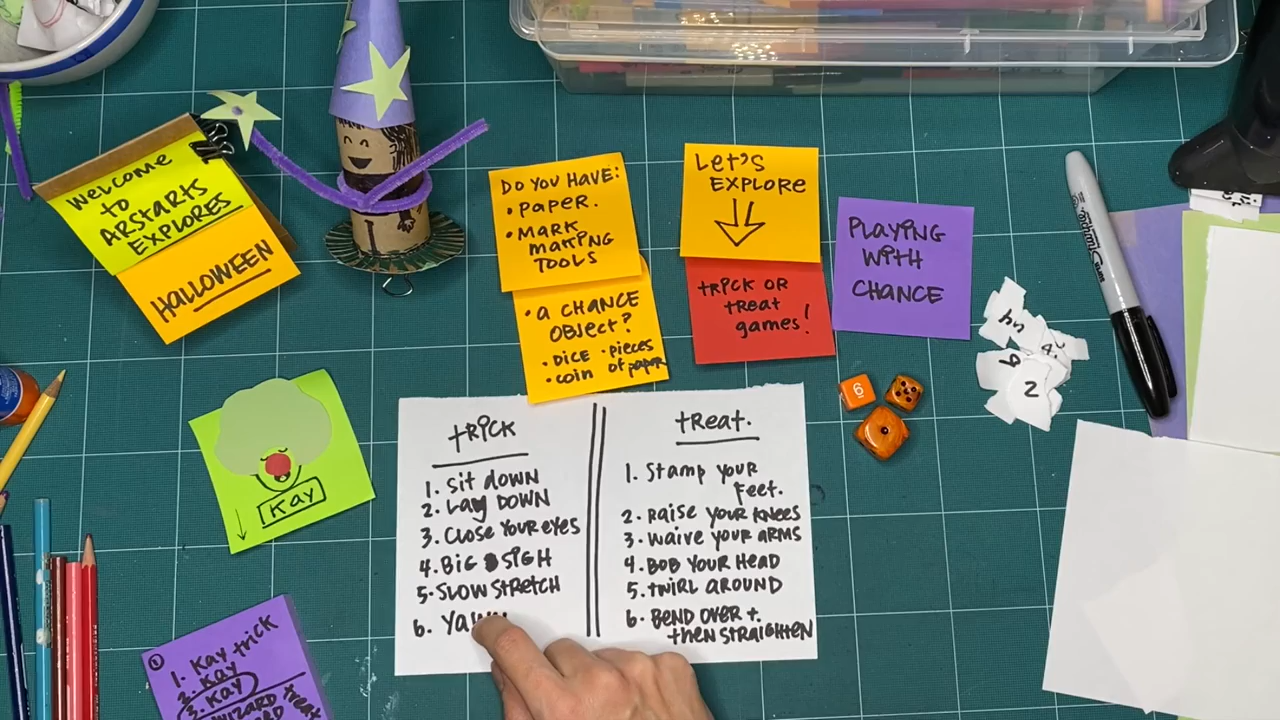 Welcome
to
ARSTARTS
EXPLORES
HALLOWEEN
DO YOU HAVE:
• PAPER.
• MARK
MAKING
TOOLS
• A CHANCE
OBJECT?
• DICE • PIECES
• COIN OF PAPER
LET'S
EXPLORE
TRICK OR
TREAT
games!
PLAYING
WITH
CHANCE
2
6
KAY
TRICK
1. SIT DOWN
2. LAY DOWN
3. CLOSE YOUR EYES
4. BIG SIGH
5. SLOW STRETCH
6. YAWN
TREAT.
1. STAMP YOUR
FEET.
2. RAISE YOUR KNEES
3. WAIVE YOUR ARMS
4. BOB YOUR HEAD
5. TWIRL AROUND
6. BEND OVER +
THEN STRAIGHTEN
1
1. KAY TRICK
2. KAY
3. KAY
WIZARD